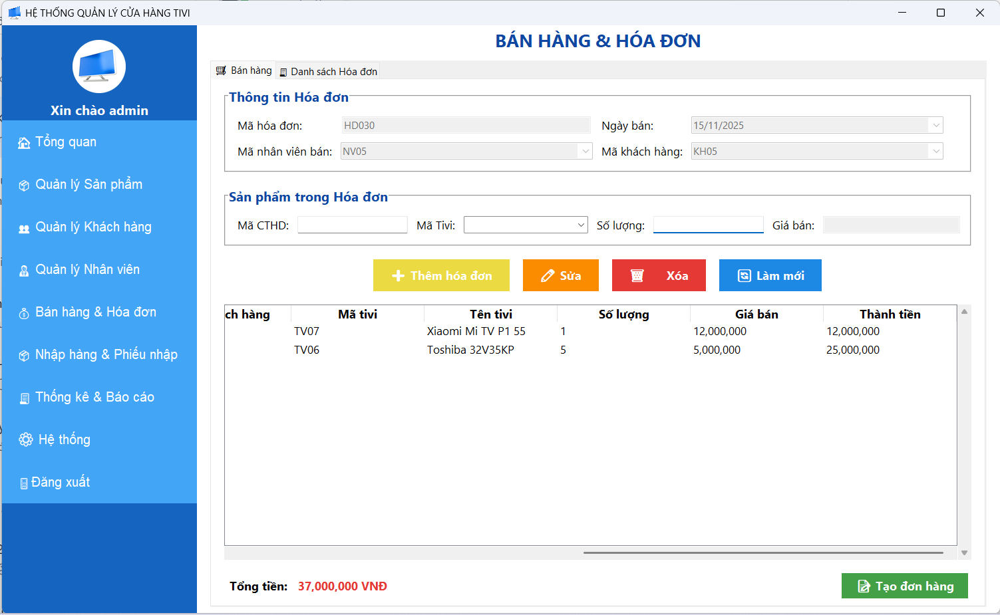 HỆ THỐNG QUẢN LÝ CỬA HÀNG TIVI
Xin chào admin
Tổng quan
Quản lý Sản phẩm
Quản lý Khách hàng
Quản lý Nhân viên
Bán hàng & Hóa đơn
Nhập hàng & Phiếu nhập
Thống kê & Báo cáo
Hệ thống
Đăng xuất
BÁN HÀNG & HÓA ĐƠN
Bán hàng Danh sách Hóa đơn
Thông tin Hóa đơn
Mã hóa đơn: HD030 Ngày bán: 15/11/2025
Mã nhân viên bán: NV05 Mã khách hàng: KH05
Sản phẩm trong Hóa đơn
Mã CTHD: Mã Tivi: Số lượng: Giá bán:
Thêm hóa đơn Sửa Xóa Làm mới
ch hàng Mã tivi Tên tivi Số lượng Giá bán Thành tiền
TV07 Xiaomi Mi TV P1 55 1 12,000,000 12,000,000
TV06 Toshiba 32V35KP 5 5,000,000 25,000,000
Tổng tiền: 37,000,000 VNĐ
Tạo đơn hàng